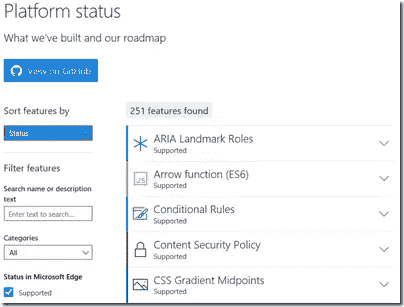 Platform status
What we've built and our roadmap
View on GitHub
Sort features by
Status
Filter features
Search name or description
text
Enter text to search...
Categories
All
Status in Microsoft Edge
Supported
251 features found
ARIA Landmark Roles
Supported
JS
Arrow function (ES6)
Supported
Conditional Rules
Supported
Content Security Policy
Supported
CSS Gradient Midpoints
Supported